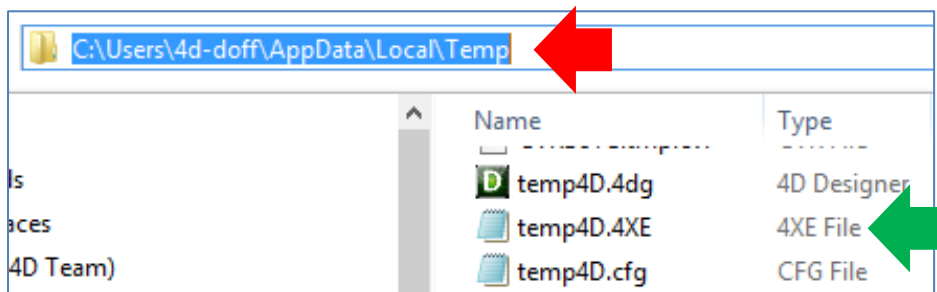 C:\Users\4d-doff\AppData\Local\Temp
Name Type
ls temp4D.4dg 4D Designer
aces temp4D.4XE 4XE File
4D Team) temp4D.cfg CFG File